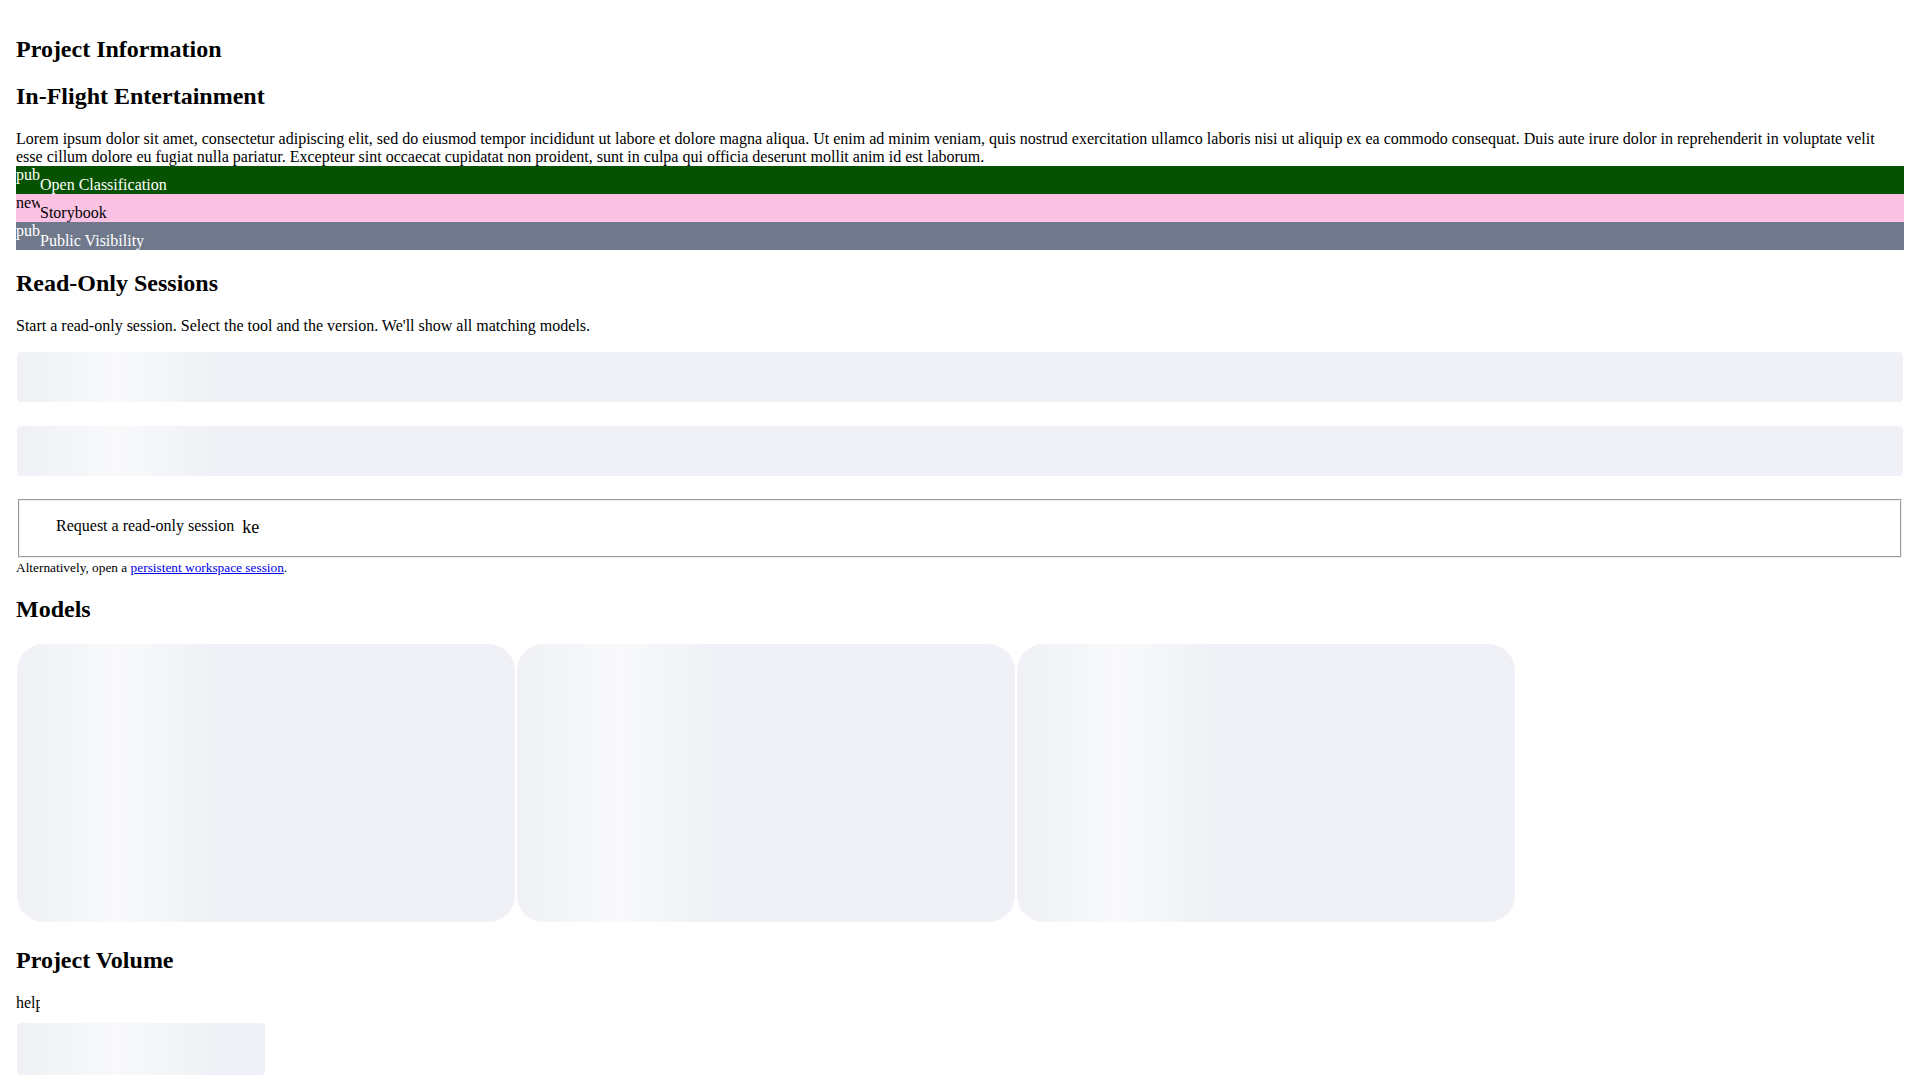 Project Information
In-Flight Entertainment
Lorem ipsum dolor sit amet, consectetur adipiscing elit, sed do eiusmod tempor incididunt ut labore et dolore magna aliqua. Ut enim ad minim veniam, quis nostrud exercitation ullamco laboris nisi ut aliquip ex ea commodo consequat. Duis aute irure dolor in reprehenderit in voluptate velit
esse cillum dolore eu fugiat nulla pariatur. Excepteur sint occaecat cupidatat non proident, sunt in culpa qui officia deserunt mollit anim id est laborum.
pub
Open Classification
new
Storybook
pub
Public Visibility
Read-Only Sessions
Start a read-only session. Select the tool and the version. We'll show all matching models.
Request a read-only session ke
Alternatively, open a persistent workspace session.
Models
Project Volume
help